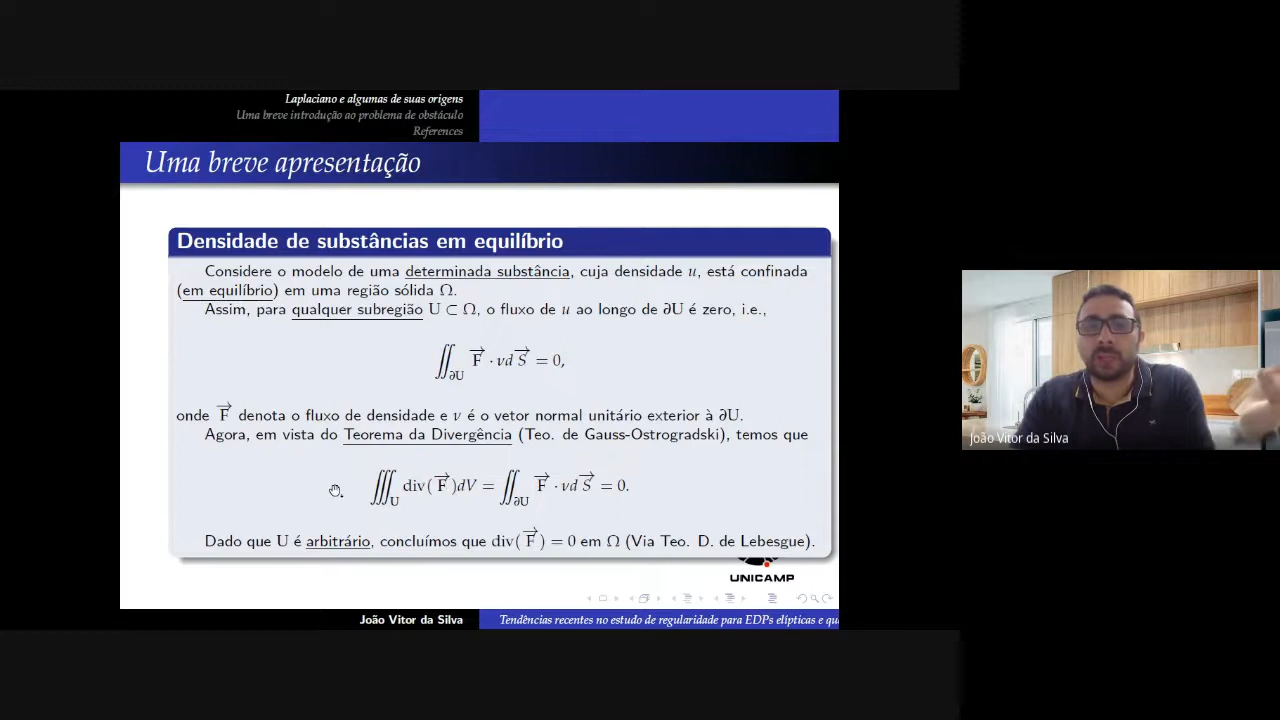 Laplaciano e algumas de suas origens
Uma breve introdução ao problema de obstáculo
References
Uma breve apresentação
Densidade de substâncias em equilíbrio
Considere o modelo de uma determinada substância, cuja densidade u, está confinada
(em equilíbrio) em uma região sólida Ω.
Assim, para qualquer subregião U ⊂ Ω, o fluxo de u ao longo de ∂U é zero, i.e.,
∬_∂U F⃗ · νdS⃗ = 0,
onde F⃗ denota o fluxo de densidade e ν é o vetor normal unitário exterior à ∂U.
Agora, em vista do Teorema da Divergência (Teo. de Gauss-Ostrogradski), temos que
∭_U div(F⃗)dV = ∬_∂U F⃗ · νdS⃗ = 0.
Dado que U é arbitrário, concluímos que div(F⃗) = 0 em Ω (Via Teo. D. de Lebesgue).
UNICAMP
João Vitor da Silva
Tendências recentes no estudo de regularidade para EDPs elípticas e
João Vitor da Silva